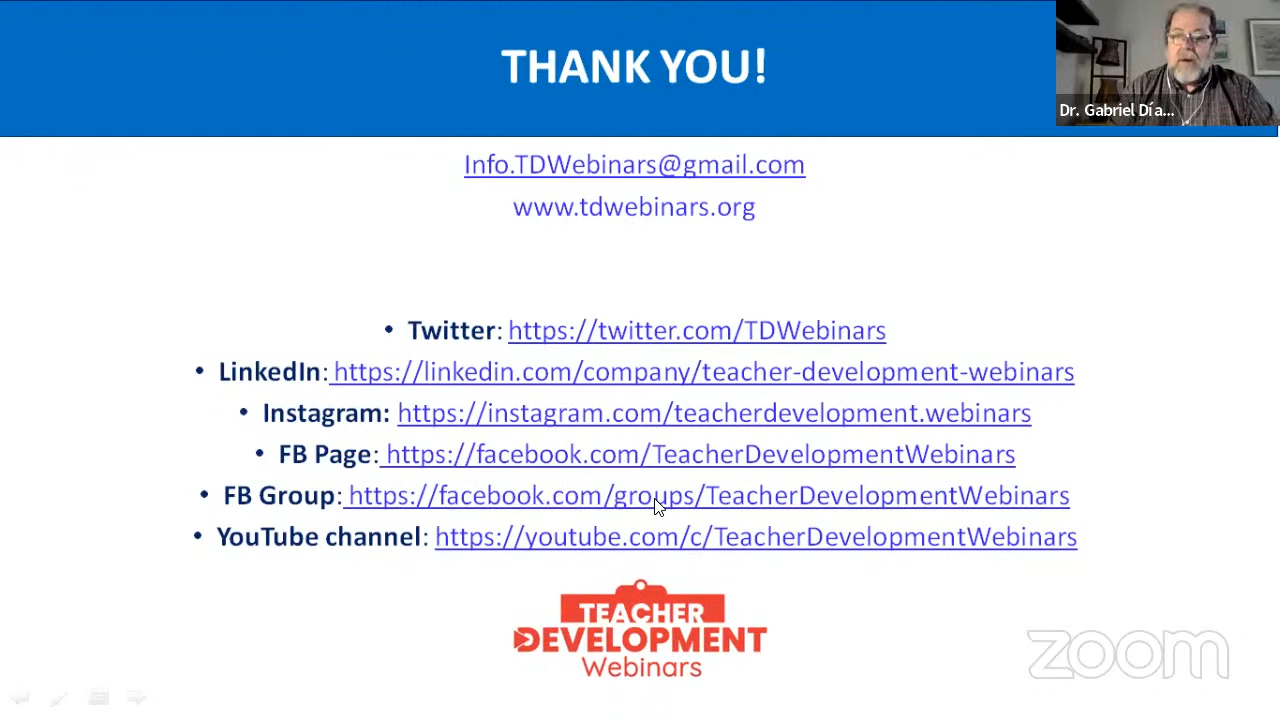 THANK YOU!
Dr. Gabriel Día...
Info.TDWebinars@gmail.com
www.tdwebinars.org
• Twitter: https://twitter.com/TDWebinars
• LinkedIn: https://linkedin.com/company/teacher-development-webinars
• Instagram: https://instagram.com/teacherdevelopment.webinars
• FB Page: https://facebook.com/TeacherDevelopmentWebinars
• FB Group: https://facebook.com/groups/TeacherDevelopmentWebinars
• YouTube channel: https://youtube.com/c/TeacherDevelopmentWebinars
TEACHER
DEVELOPMENT
Webinars
zoom